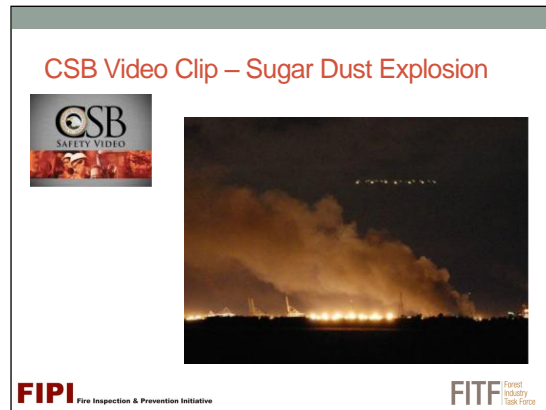 CSB Video Clip – Sugar Dust Explosion
CSB
SAFETY VIDEO
FIPI Fire Inspection & Prevention Initiative
FITF Forest
Industry
Task Force